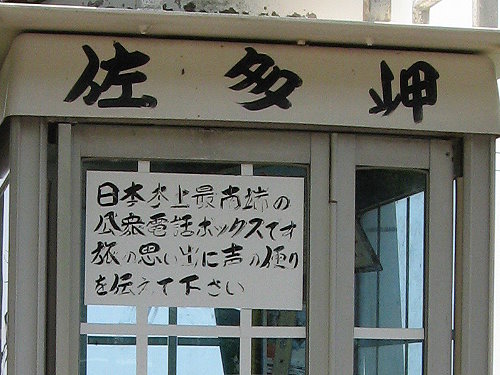 佐多岬
日本本土最南端の
公衆電話ボックスです
旅の思い出に声の便り
を伝えて下さい